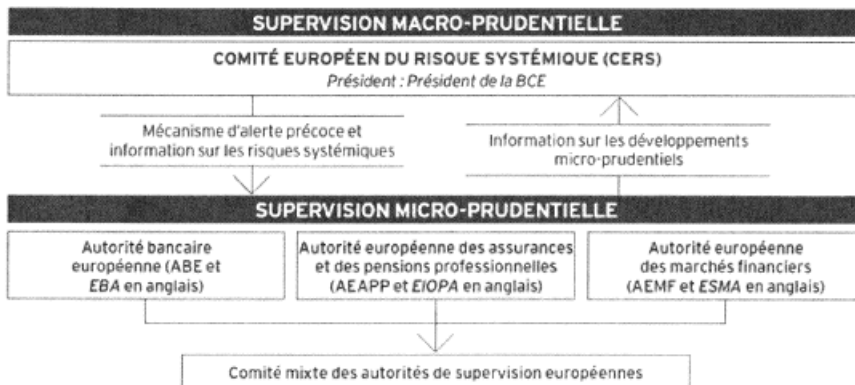 SUPERVISION MACRO-PRUDENTIELLE
COMITÉ EUROPÉEN DU RISQUE SYSTÉMIQUE (CERS)
Président : Président de la BCE
Mécanisme d'alerte précoce et
information sur les risques systémiques
Information sur les développements
micro-prudentiels
SUPERVISION MICRO-PRUDENTIELLE
Autorité bancaire
européenne (ABE et
EBA en anglais)
Autorité européenne des assurances
et des pensions professionnelles
(AEAPP et EIOPA en anglais)
Autorité européenne
des marchés financiers
(AEMF et ESMA en anglais)
Comité mixte des autorités de supervision européennes